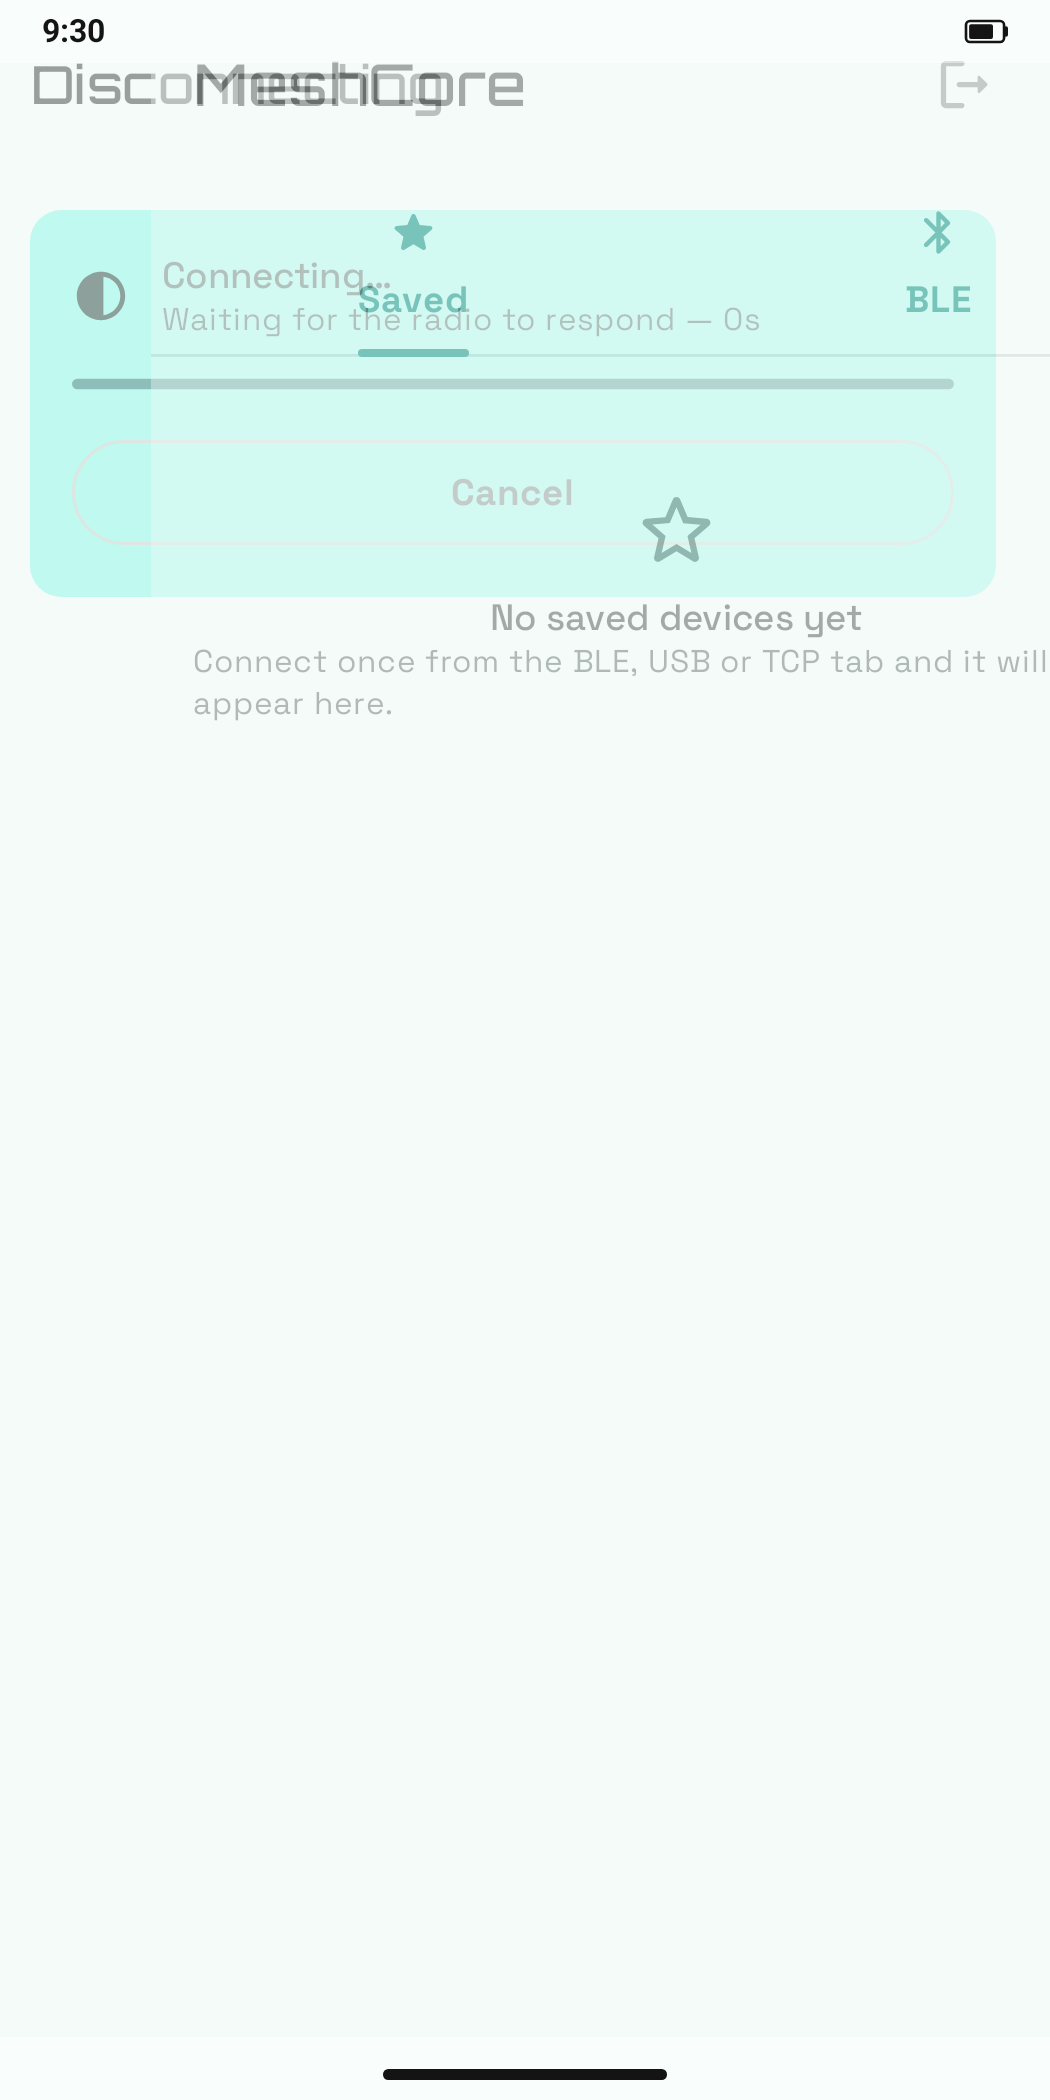 9:30
MeshCore
Connecting…
Saved
BLE
Waiting for the radio to respond — 0s
Cancel
No saved devices yet
Connect once from the BLE, USB or TCP tab and it will
appear here.